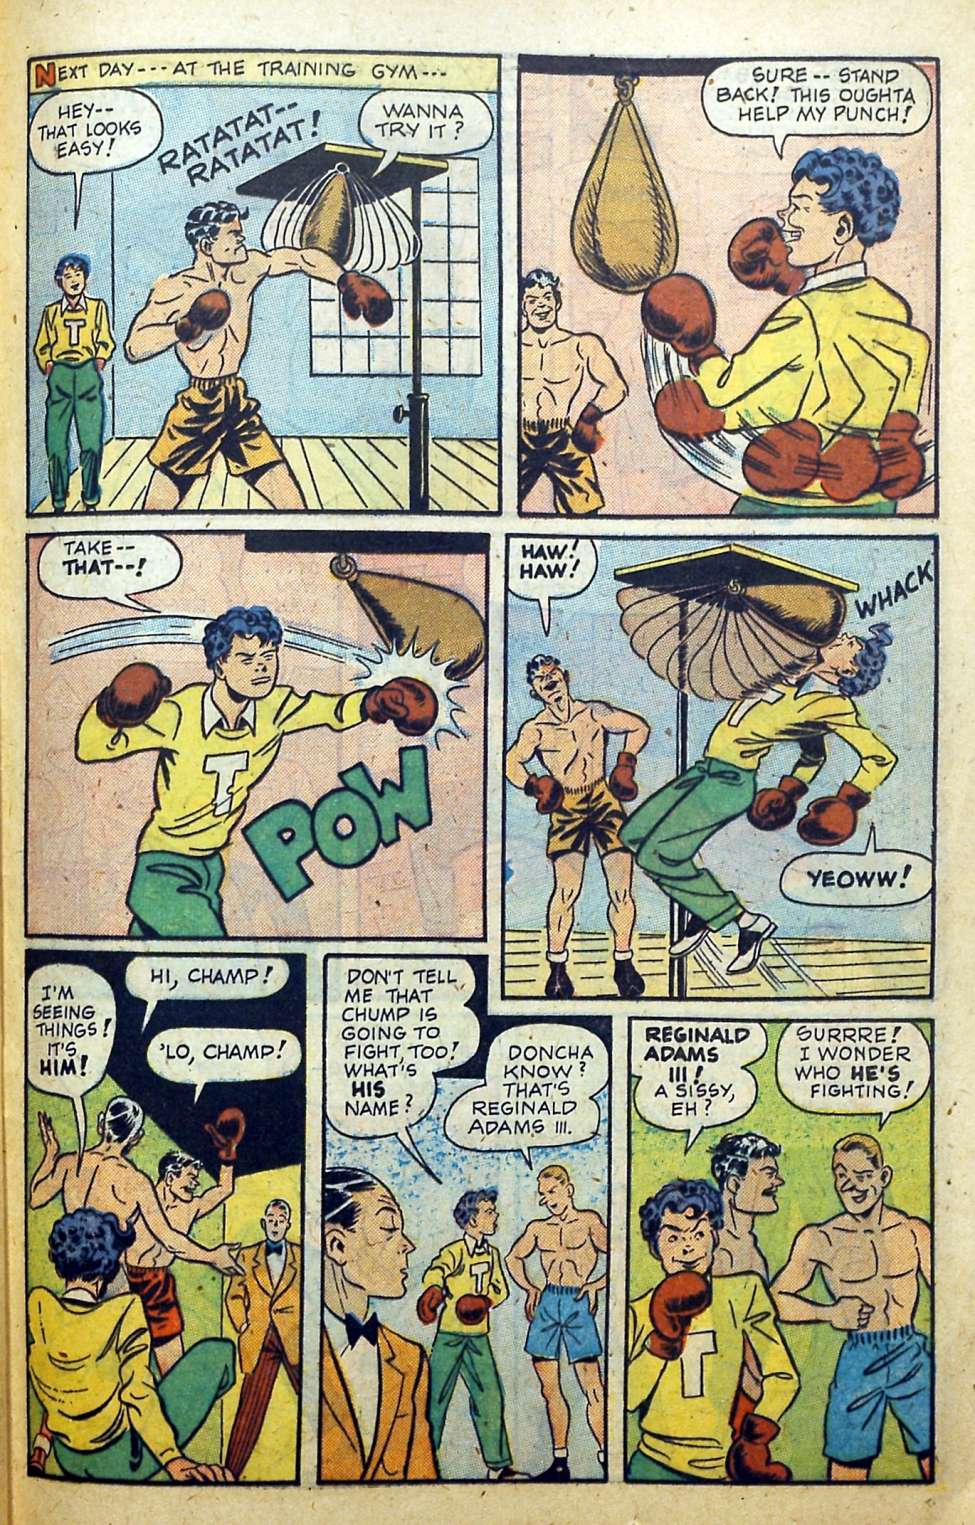 NEXT DAY--- AT THE TRAINING GYM---
HEY--
THAT LOOKS
EASY!
RATATAT--
RATATAT!
WANNA
TRY IT?
T
SURE-- STAND
BACK! THIS OUGHTA
HELP MY PUNCH!
TAKE--
THAT--!
T
POW
HAW!
HAW!
WHACK
YEOWW!
I'M
SEEING
THINGS!
IT'S
HIM!
HI, CHAMP!
'LO, CHAMP!
DON'T TELL
ME THAT
CHUMP IS
GOING TO
FIGHT, TOO!
WHAT'S
HIS
NAME?
DONCHA
KNOW?
THAT'S
REGINALD
ADAMS III.
T
REGINALD
ADAMS
III!
A SISSY,
EH?
SURRRE!
I WONDER
WHO HE'S
FIGHTING!
T